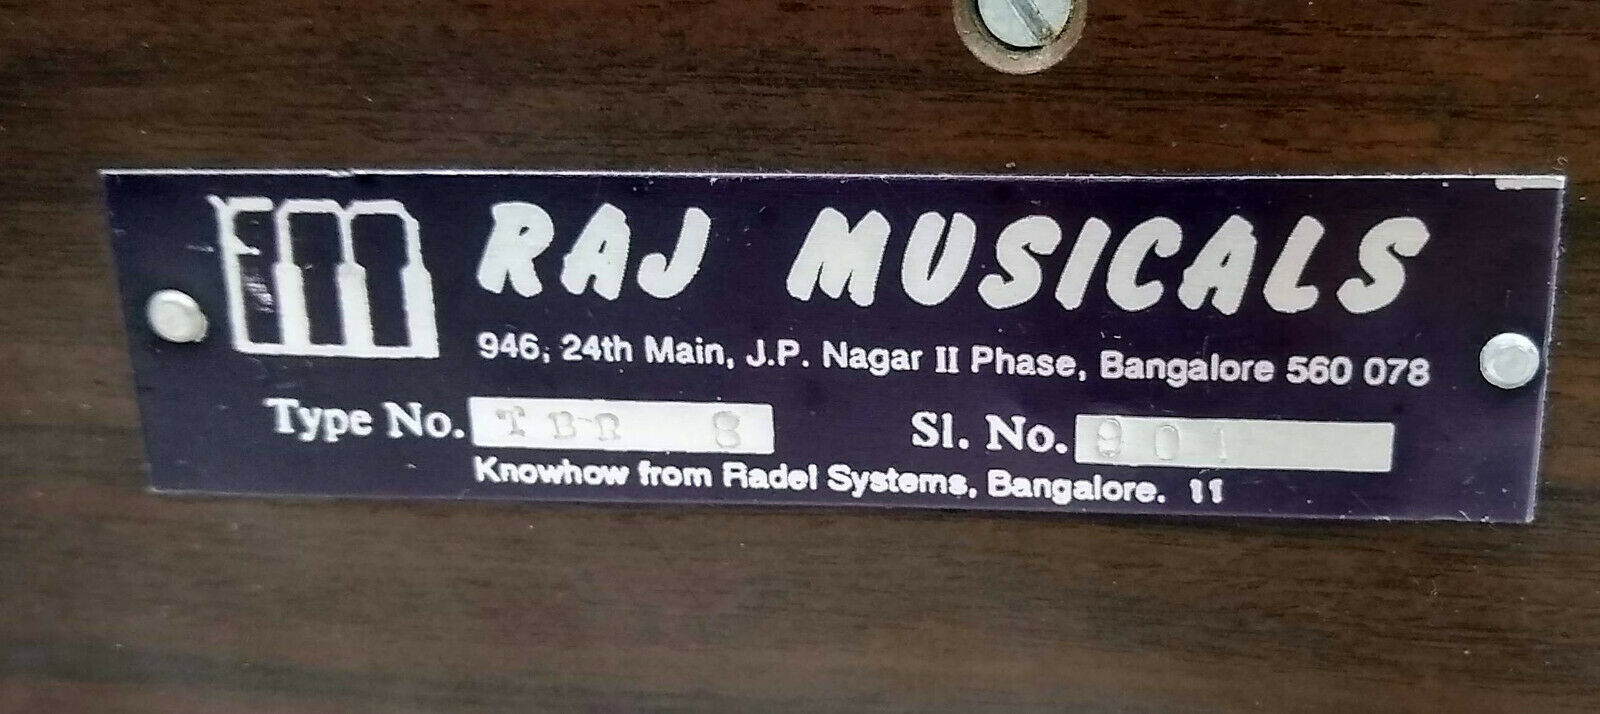 RAJ MUSICALS
946, 24th Main, J.P. Nagar II Phase, Bangalore 560 078
Type No. TBR 8 Sl. No. 901
Knowhow from Radel Systems, Bangalore. 11